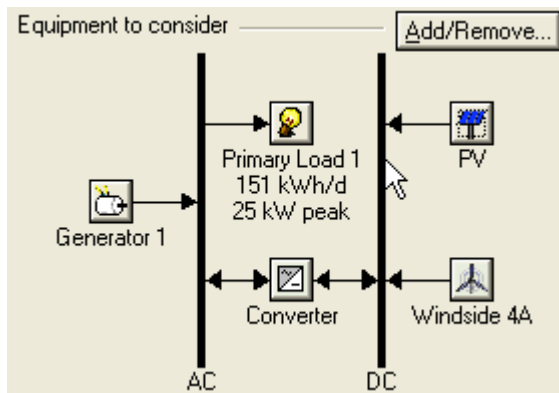 Equipment to consider
Add/Remove...
Primary Load 1
151 kWh/d
25 kW peak
PV
Generator 1
Converter
Windside 4A
AC
DC